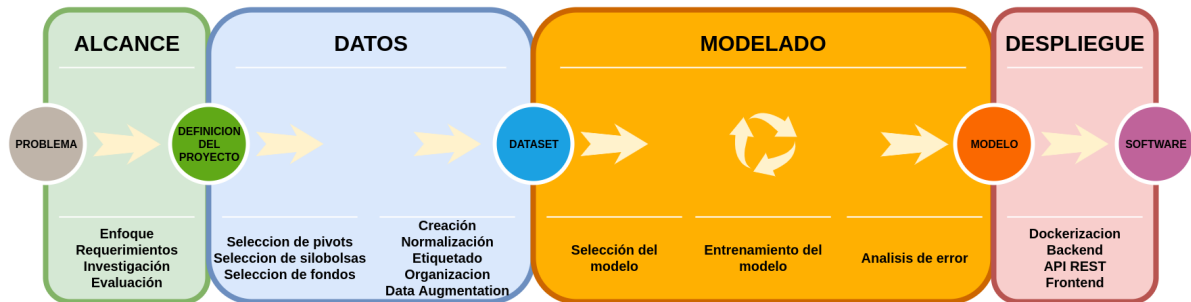 ALCANCE
DATOS
MODELADO
DESPLIEGUE
PROBLEMA
DEFINICION
DEL
PROYECTO
DATASET
MODELO
SOFTWARE
Enfoque
Requerimientos
Investigación
Evaluación
Seleccion de pivots
Seleccion de silobolsas
Seleccion de fondos
Creación
Normalización
Etiquetado
Organizacion
Data Augmentation
Selección del
modelo
Entrenamiento del
modelo
Analisis de error
Dockerizacion
Backend
API REST
Frontend